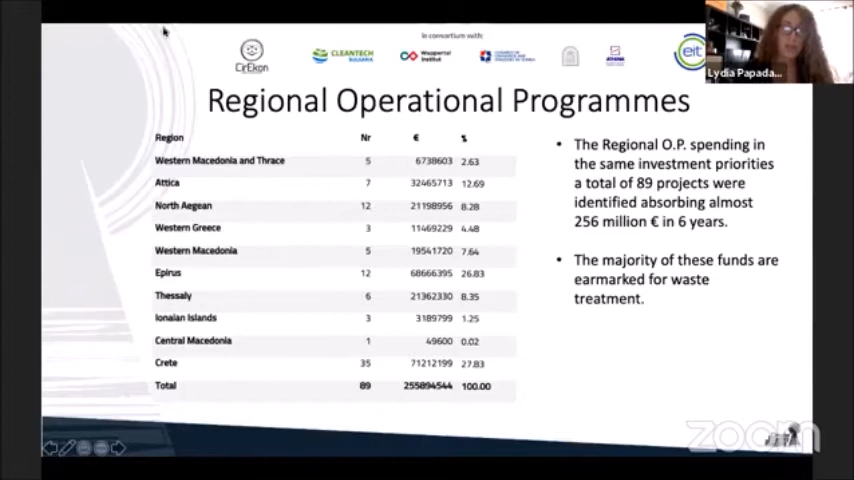 in consortium with:
CirEkon
CLEANTECH
BULGARIA
Wuppertal
Institut
ATHENA
eit
Lydia Papada...
Regional Operational Programmes
Region Nr € %
Western Macedonia and Thrace 5 6738603 2.63
Attica 7 32465713 12.69
North Aegean 12 21198956 8.28
Western Greece 3 11469229 4.48
Western Macedonia 5 19541720 7.64
Epirus 12 68666395 26.83
Thessaly 6 21362330 8.35
Ionaian Islands 3 3189799 1.25
Central Macedonia 1 49600 0.02
Crete 35 71212199 27.83
Total 89 255894544 100.00
• The Regional O.P. spending in
the same investment priorities
a total of 89 projects were
identified absorbing almost
256 million € in 6 years.
• The majority of these funds are
earmarked for waste
treatment.
zoom